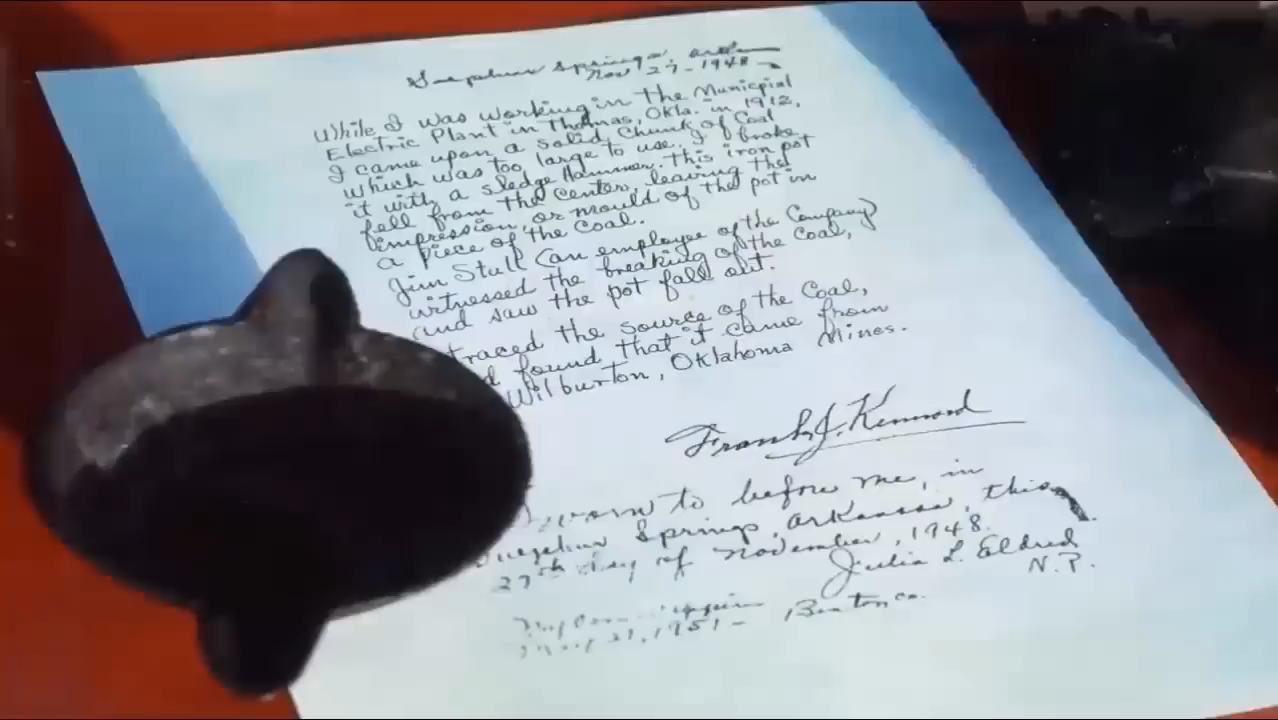 Sulphur Springs, Ark.
Nov 27-1948
While I was working in the Municipial
Electric Plant in Thomas, Okla. in 1912,
I came upon a solid chunk of Coal
which was too large to use. I broke
it with a sledge Hammer. This iron pot
fell from the center, leaving the
impression, or mould of the pot in
a piece of the Coal.
Jim Stull (an employee of the Company)
witnessed the breaking of the Coal,
and saw the pot fall out.
traced the source of the Coal,
found that it came from
Wilburton, Oklahoma Mines.
Frank J. Kennard
Sworn to before me, in
Springs, Arkansas, this
27th day of November, 1948.
Julia L. Eldred
N.P.
Benton Co.
1951 -